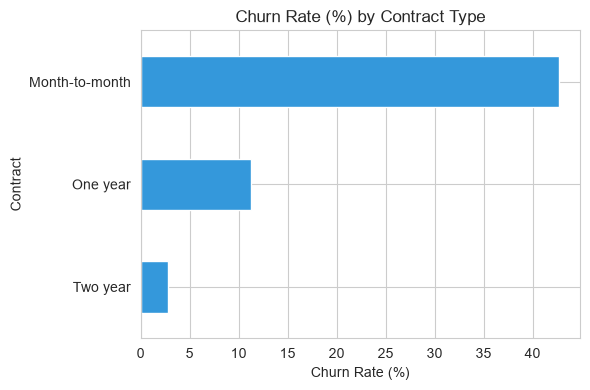 Churn Rate (%) by Contract Type
Month-to-month
One year
Two year
Contract
0 5 10 15 20 25 30 35 40
Churn Rate (%)